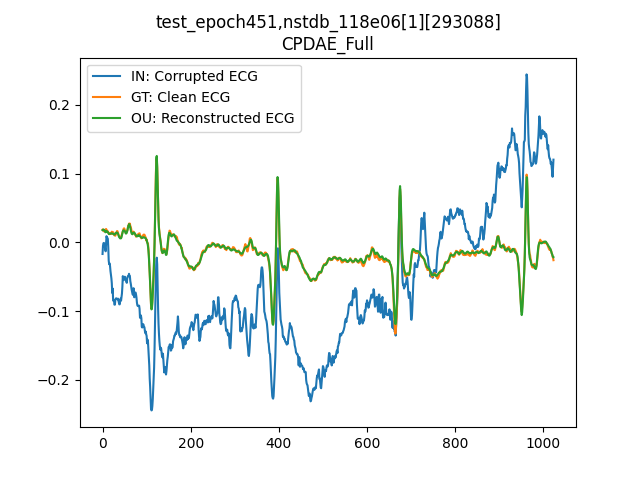 test_epoch451,nstdb_118e06[1][293088]
CPDAE_Full
IN: Corrupted ECG
GT: Clean ECG
OU: Reconstructed ECG
0.2
0.1
0.0
−0.1
−0.2
0 200 400 600 800 1000